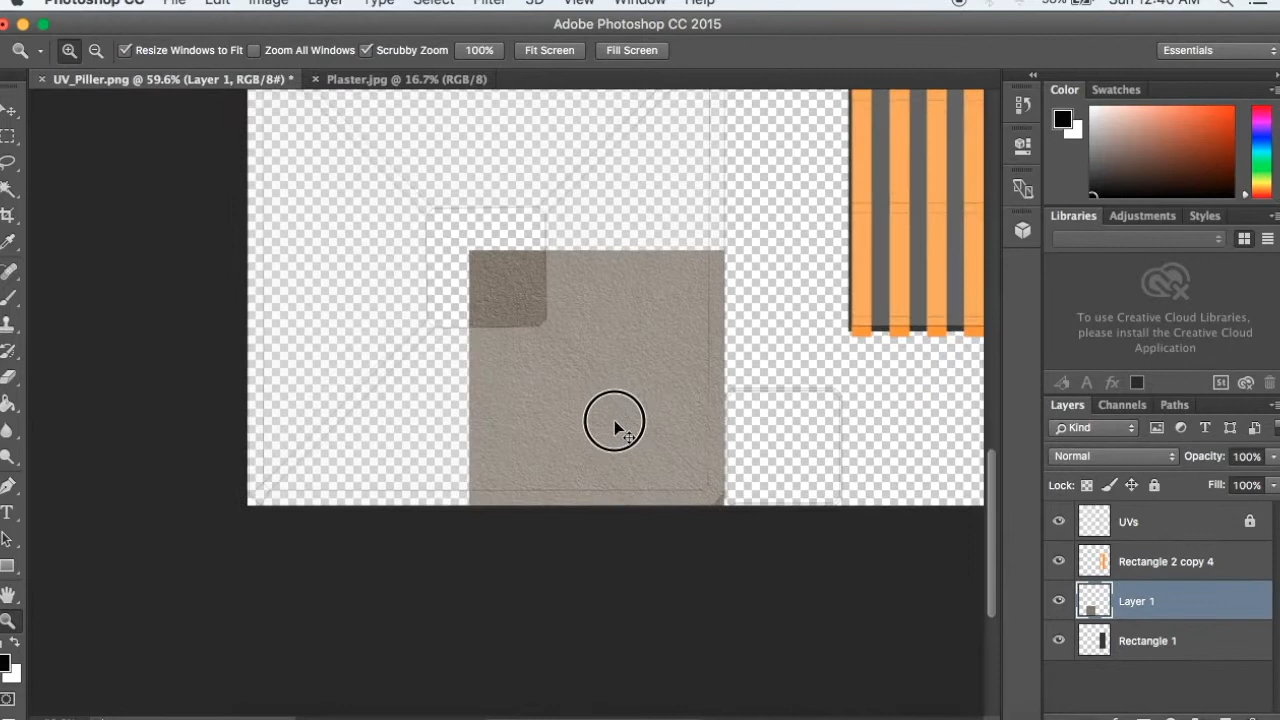 Photoshop CC File Edit Image Layer Type Select Filter 3D View Window Help
Adobe Photoshop CC 2015
Resize Windows to Fit Zoom All Windows Scrubby Zoom 100% Fit Screen Fill Screen Essentials
× UV_Piller.png @ 59.6% (Layer 1, RGB/8#) * × Plaster.jpg @ 16.7% (RGB/8)
Color Swatches
Libraries Adjustments Styles
To use Creative Cloud Libraries,
please install the Creative Cloud
Application
Layers Channels Paths
Kind
Normal Opacity: 100%
Lock: Fill: 100%
UVs
Rectangle 2 copy 4
Layer 1
Rectangle 1